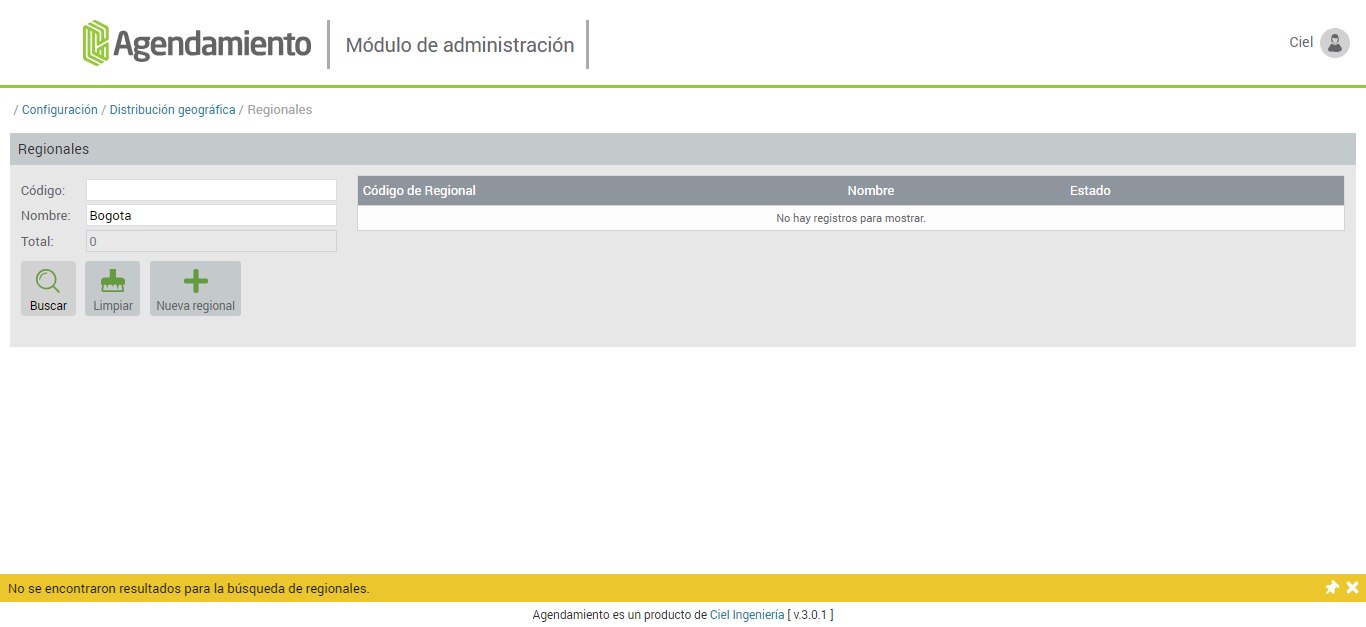 Agendamiento
Módulo de administración
Ciel
/ Configuración / Distribución geográfica / Regionales
Regionales
Código:
Nombre: Bogota
Total: 0
Buscar
Limpiar
Nueva regional
Código de Regional Nombre Estado
No hay registros para mostrar.
No se encontraron resultados para la búsqueda de regionales.
Agendamiento es un producto de Ciel Ingeniería [ v.3.0.1 ]